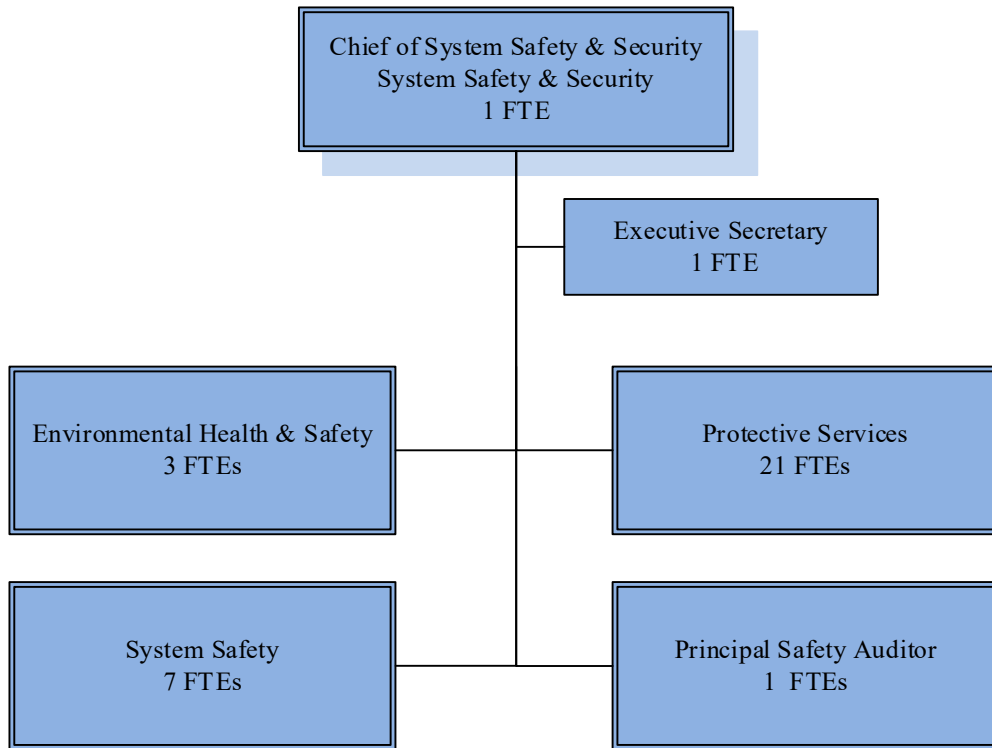 Chief of System Safety & Security
System Safety & Security
1 FTE
Executive Secretary
1 FTE
Environmental Health & Safety
3 FTEs
Protective Services
21 FTEs
System Safety
7 FTEs
Principal Safety Auditor
1 FTEs